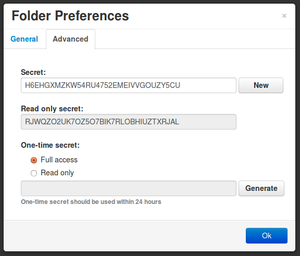 Folder Preferences ×
General Advanced
Secret:
H6EHGXMZKW54RU4752EMEIVVGOUZY5CU New
Read only secret:
RJWQZO2UK7OZ5O7BIK7RLOBHIUZTXRJAL
One-time secret:
Full access
Read only
Generate
One-time secret should be used within 24 hours
Ok